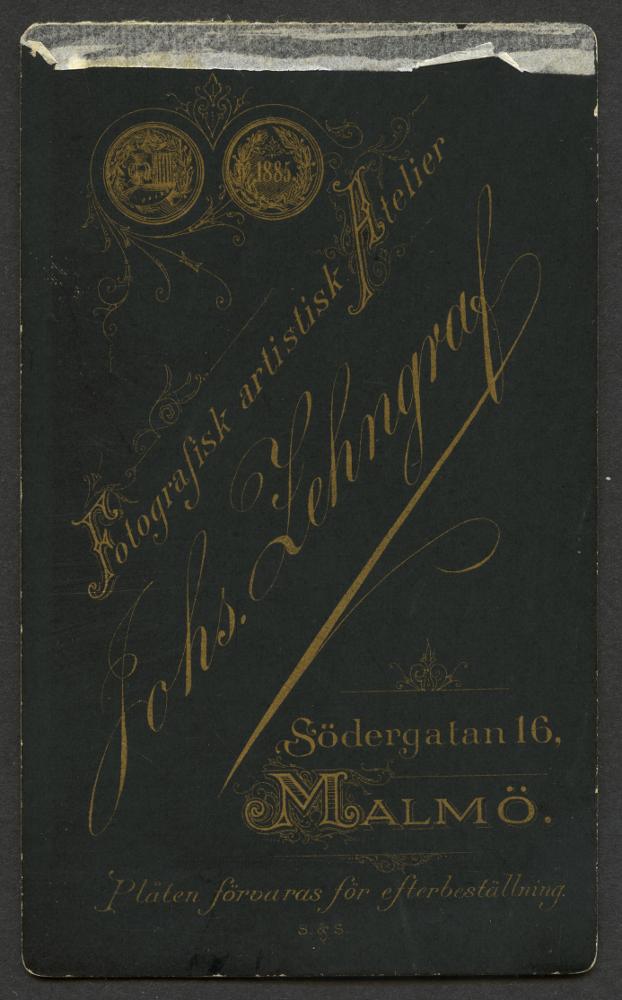 1885.
Fotografisk artistisk Atelier
Johs. Lehngraf
Södergatan 16,
MALMÖ.
Plåten förvaras för efterbeställning.
S. & S.